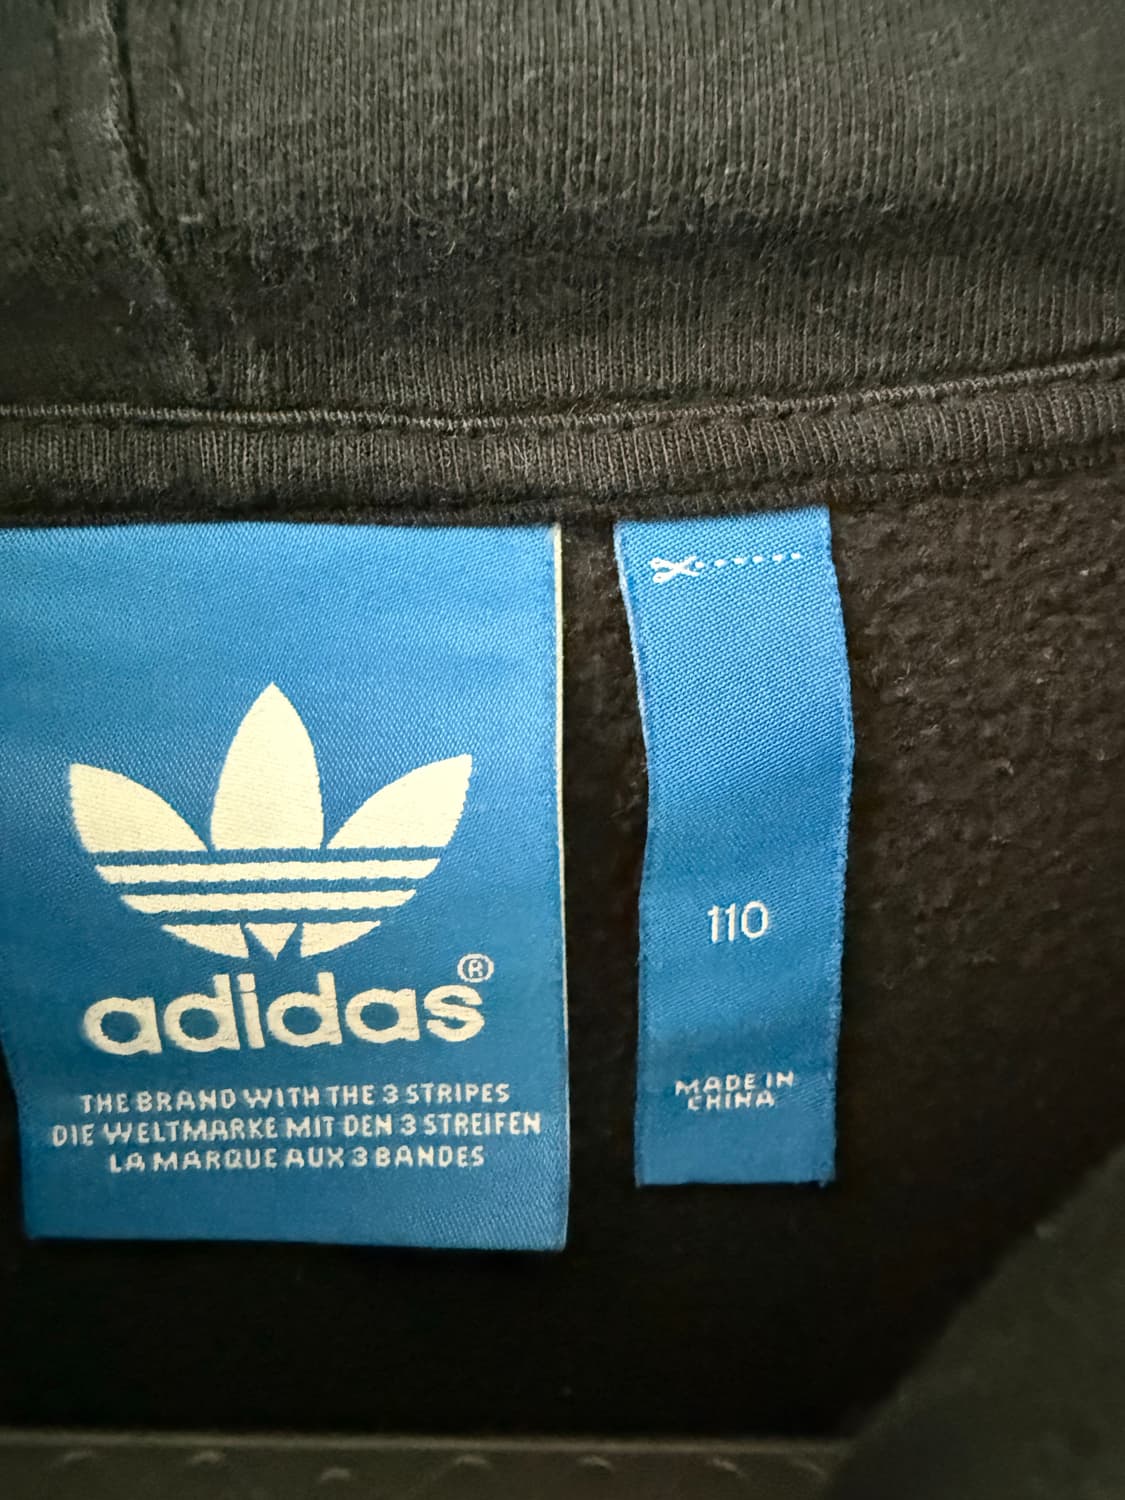 adidas®
THE BRAND WITH THE 3 STRIPES
DIE WELTMARKE MIT DEN 3 STREIFEN
LA MARQUE AUX 3 BANDES
110
MADE IN
CHINA